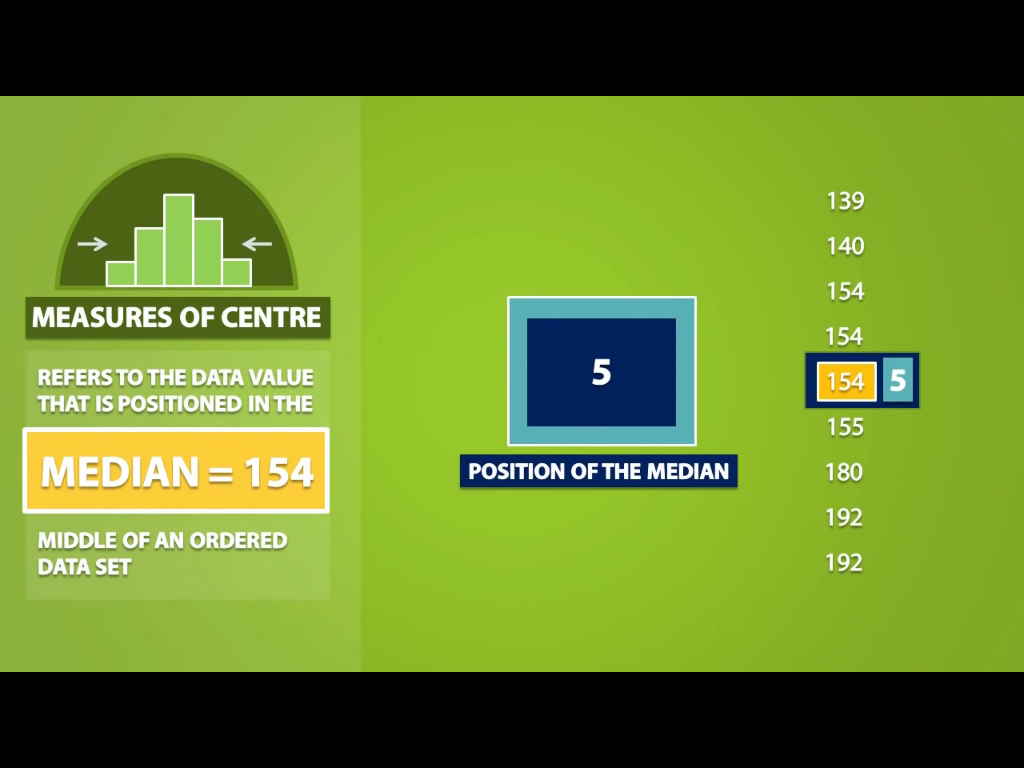 MEASURES OF CENTRE
REFERS TO THE DATA VALUE
THAT IS POSITIONED IN THE
MEDIAN = 154
MIDDLE OF AN ORDERED
DATA SET
5
POSITION OF THE MEDIAN
139
140
154
154
154 5
155
180
192
192